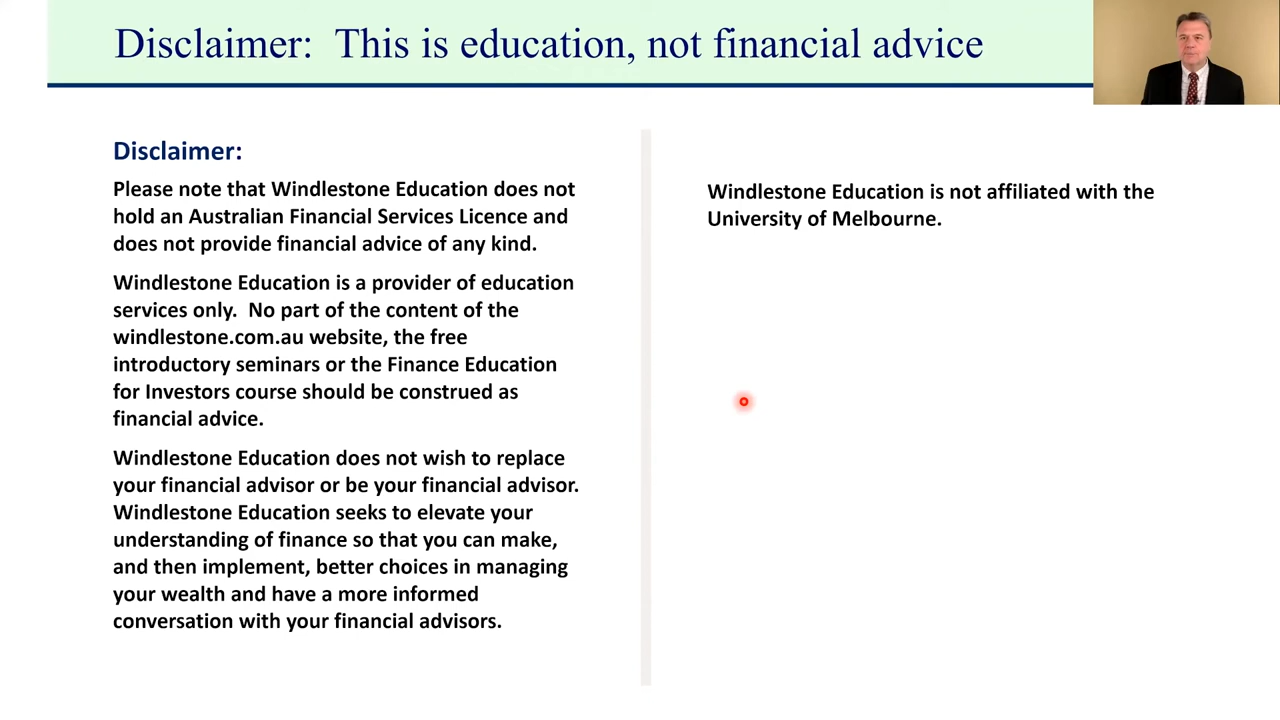 Disclaimer: This is education, not financial advice
Disclaimer:
Please note that Windlestone Education does not
hold an Australian Financial Services Licence and
does not provide financial advice of any kind.
Windlestone Education is a provider of education
services only. No part of the content of the
windlestone.com.au website, the free
introductory seminars or the Finance Education
for Investors course should be construed as
financial advice.
Windlestone Education does not wish to replace
your financial advisor or be your financial advisor.
Windlestone Education seeks to elevate your
understanding of finance so that you can make,
and then implement, better choices in managing
your wealth and have a more informed
conversation with your financial advisors.
Windlestone Education is not affiliated with the
University of Melbourne.